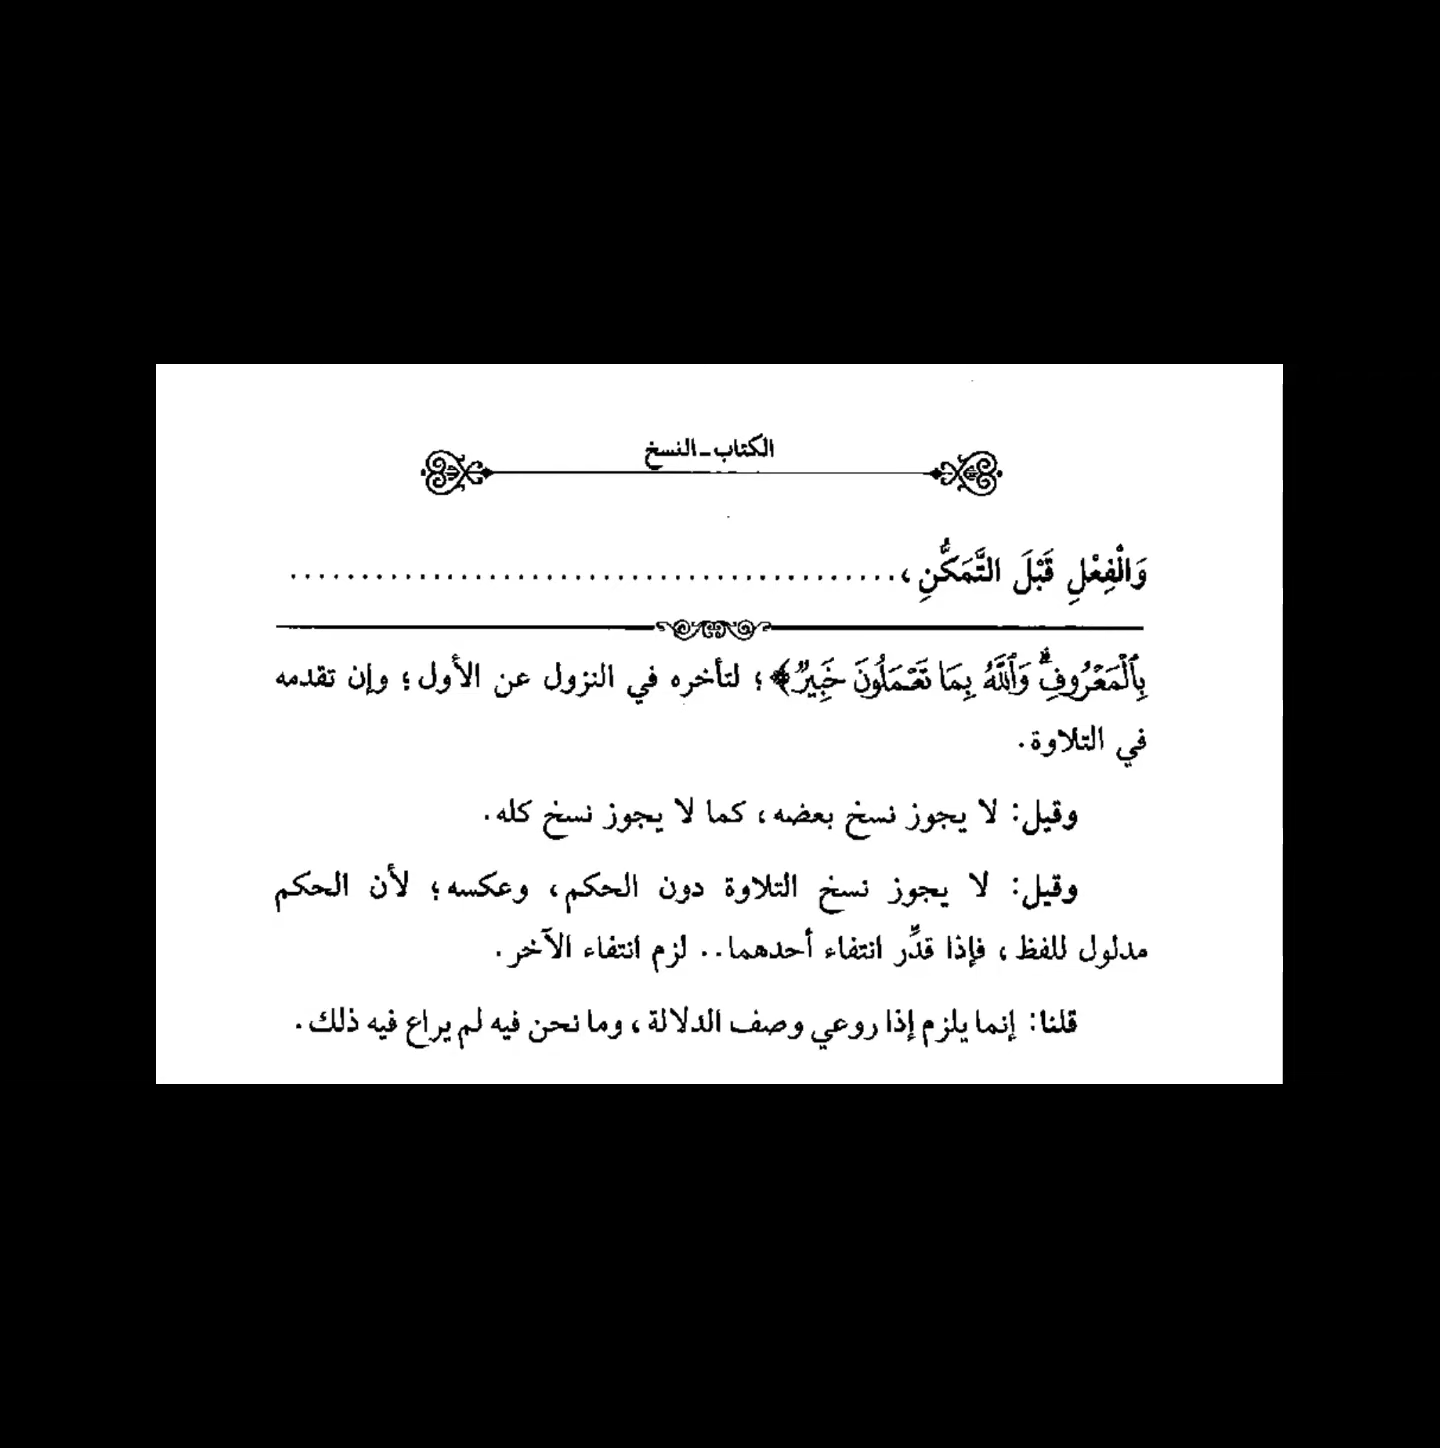 الكتاب ـ النسخ
وَالْفِعْلِ قَبْلَ التَّمَكُّنِ ، ..........................................
بِٱلْمَعْرُوفِۗ وَٱللَّهُ بِمَا تَعْمَلُونَ خَبِيرٌ﴾ ؛ لتأخره في النزول عن الأول ؛ وإن تقدمه
في التلاوة .
وقيل: لا يجوز نسخ بعضه ، كما لا يجوز نسخ كله .
وقيل: لا يجوز نسخ التلاوة دون الحكم ، وعكسه ؛ لأن الحكم
مدلول للفظ ، فإذا قدِّر انتفاء أحدهما .. لزم انتفاء الآخر .
قلنا: إنما يلزم إذا روعي وصف الدلالة ، وما نحن فيه لم يراع فيه ذلك .